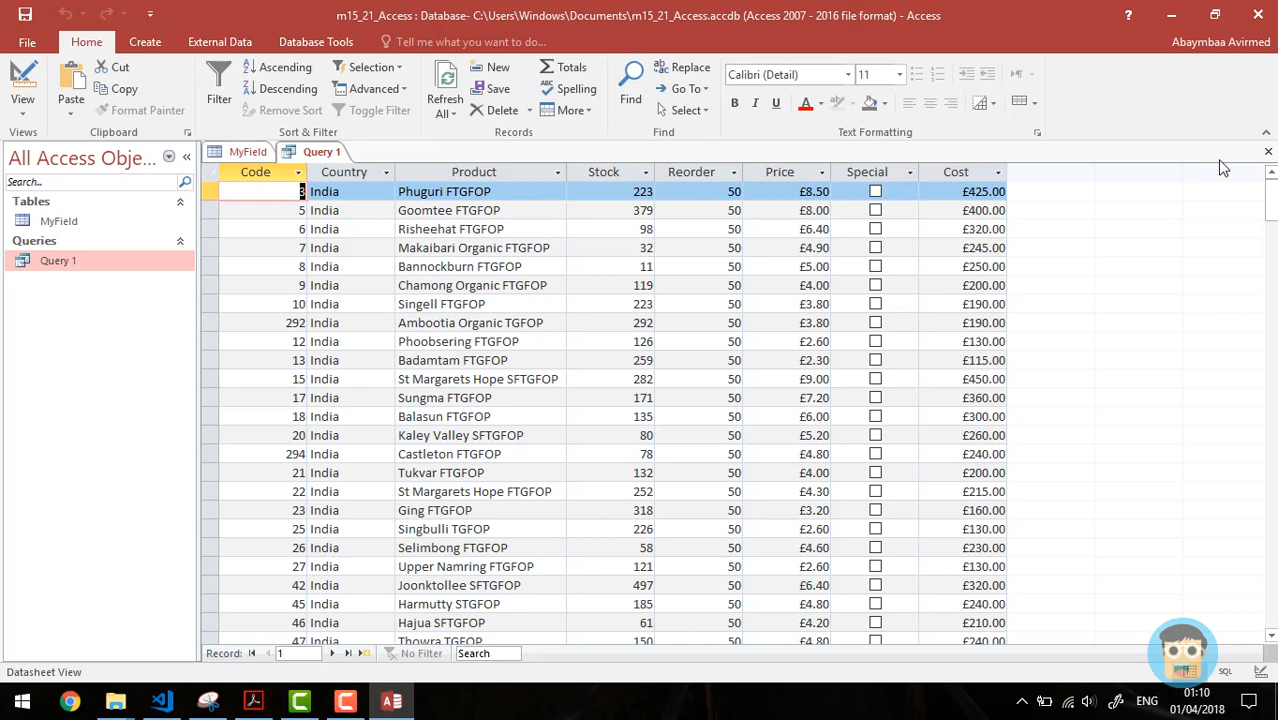 m15_21_Access : Database- C:\Users\Windows\Documents\m15_21_Access.accdb (Access 2007 - 2016 file format) - Access
File Home Create External Data Database Tools Tell me what you want to do... Abaymbaa Avirmed
View
Views
Paste
Cut
Copy
Format Painter
Clipboard
Filter
Ascending
Descending
Remove Sort
Selection
Advanced
Toggle Filter
Sort & Filter
Refresh
All
New
Save
Delete
Totals
Spelling
More
Records
Find
Replace
Go To
Select
Find
Calibri (Detail) 11
B I U A
Text Formatting
All Access Obje...
Search...
Tables
MyField
Queries
Query 1
MyField Query 1
Code Country Product Stock Reorder Price Special Cost
3 India Phuguri FTGFOP 223 50 £8.50 £425.00
5 India Goomtee FTGFOP 379 50 £8.00 £400.00
6 India Risheehat FTGFOP 98 50 £6.40 £320.00
7 India Makaibari Organic FTGFOP 32 50 £4.90 £245.00
8 India Bannockburn FTGFOP 11 50 £5.00 £250.00
9 India Chamong Organic FTGFOP 119 50 £4.00 £200.00
10 India Singell FTGFOP 223 50 £3.80 £190.00
292 India Ambootia Organic TGFOP 292 50 £3.80 £190.00
12 India Phoobsering FTGFOP 126 50 £2.60 £130.00
13 India Badamtam FTGFOP 259 50 £2.30 £115.00
15 India St Margarets Hope SFTGFOP 282 50 £9.00 £450.00
17 India Sungma FTGFOP 171 50 £7.20 £360.00
18 India Balasun FTGFOP 135 50 £6.00 £300.00
20 India Kaley Valley SFTGFOP 80 50 £5.20 £260.00
294 India Castleton FTGFOP 78 50 £4.80 £240.00
21 India Tukvar FTGFOP 132 50 £4.00 £200.00
22 India St Margarets Hope FTGFOP 252 50 £4.30 £215.00
23 India Ging FTGFOP 318 50 £3.20 £160.00
25 India Singbulli TGFOP 226 50 £2.60 £130.00
26 India Selimbong FTGFOP 58 50 £4.60 £230.00
27 India Upper Namring FTGFOP 121 50 £2.60 £130.00
42 India Joonktollee SFTGFOP 497 50 £6.40 £320.00
45 India Harmutty STGFOP 185 50 £4.80 £240.00
46 India Hajua SFTGFOP 61 50 £4.20 £210.00
47 India Thowra TGFOP 150 50 £4.80 £240.00
Record: 1 No Filter Search
Datasheet View SQL
ENG 01:10
01/04/2018